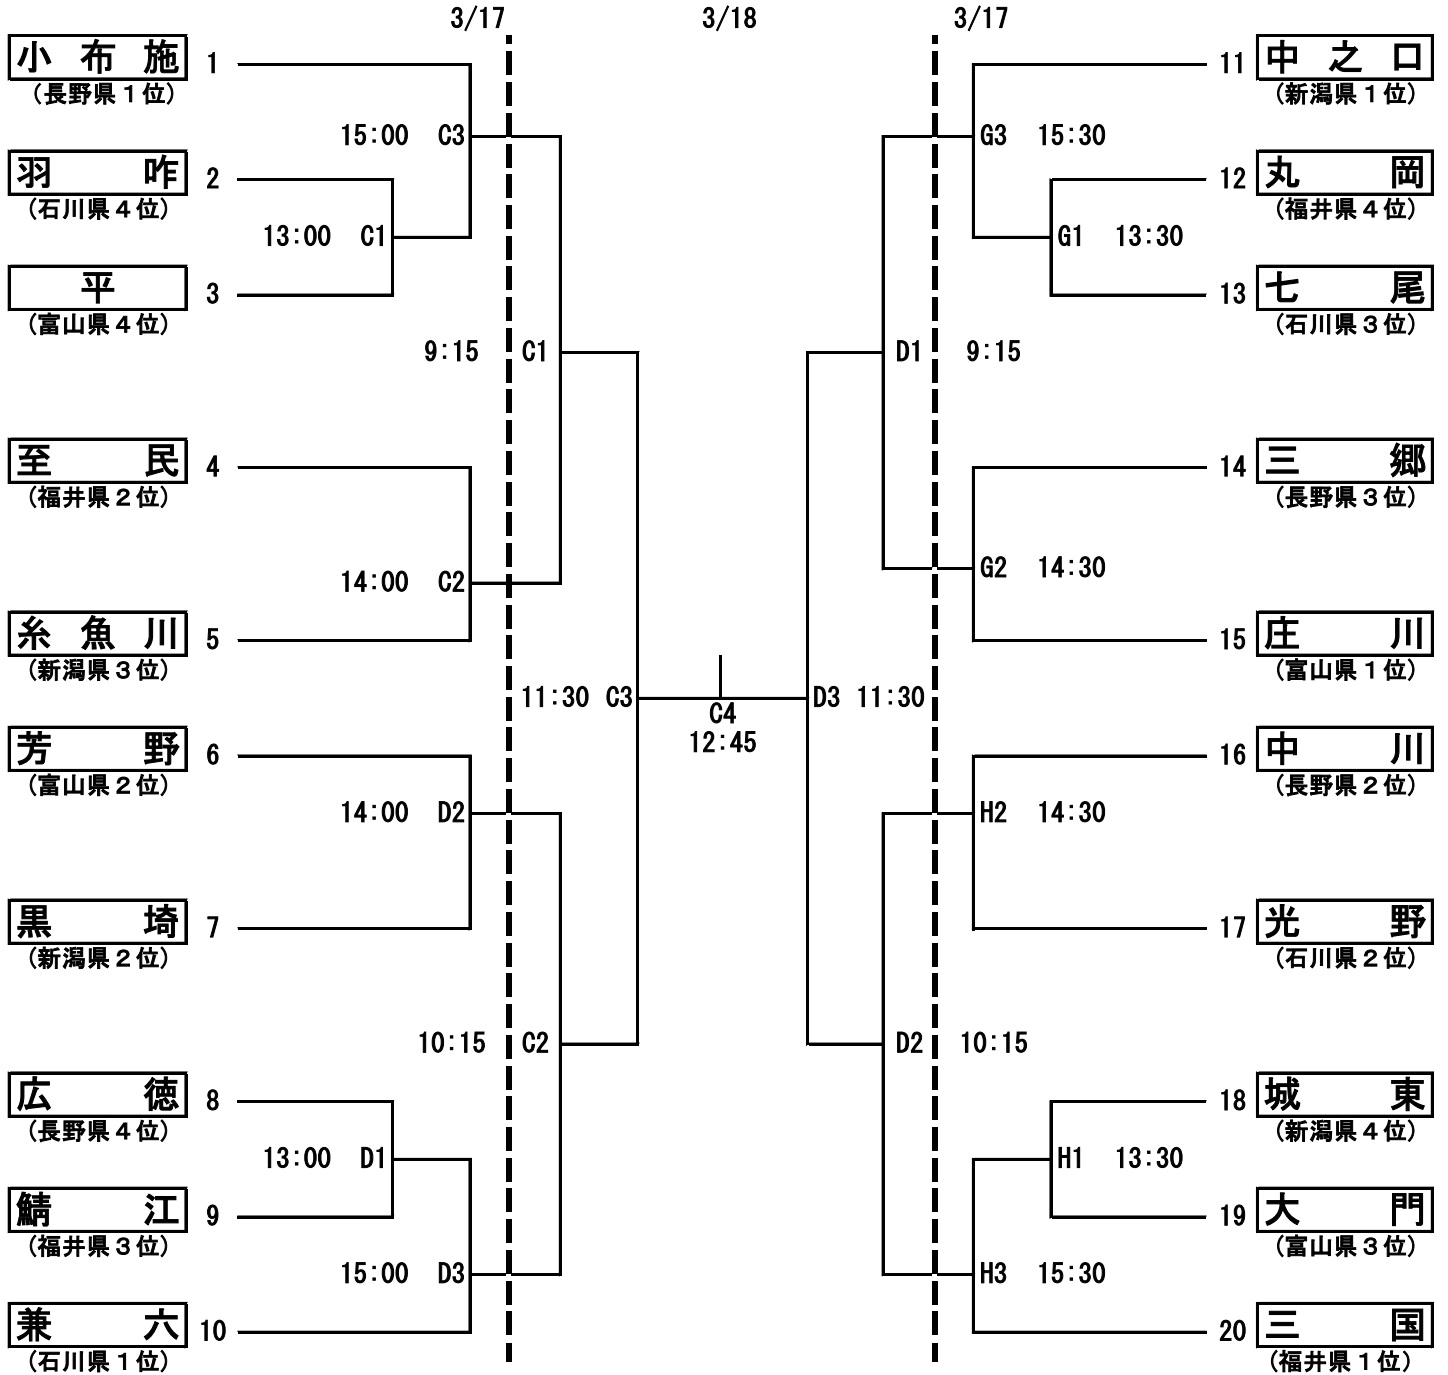 3/17 3/18 3/17
小布施 1
(長野県1位)
15:00 C3
羽咋 2
(石川県4位)
13:00 C1
平 3
(富山県4位)
9:15 C1
至民 4
(福井県2位)
14:00 C2
糸魚川 5
(新潟県3位)
11:30 C3
芳野 6
(富山県2位)
14:00 D2
黒埼 7
(新潟県2位)
10:15 C2
広徳 8
(長野県4位)
13:00 D1
鯖江 9
(福井県3位)
15:00 D3
兼六 10
(石川県1位)
C4
12:45
11 中之口
(新潟県1位)
G3 15:30
12 丸岡
(福井県4位)
G1 13:30
13 七尾
(石川県3位)
D1 9:15
14 三郷
(長野県3位)
G2 14:30
15 庄川
(富山県1位)
D3 11:30
16 中川
(長野県2位)
H2 14:30
17 光野
(石川県2位)
D2 10:15
18 城東
(新潟県4位)
H1 13:30
19 大門
(富山県3位)
H3 15:30
20 三国
(福井県1位)